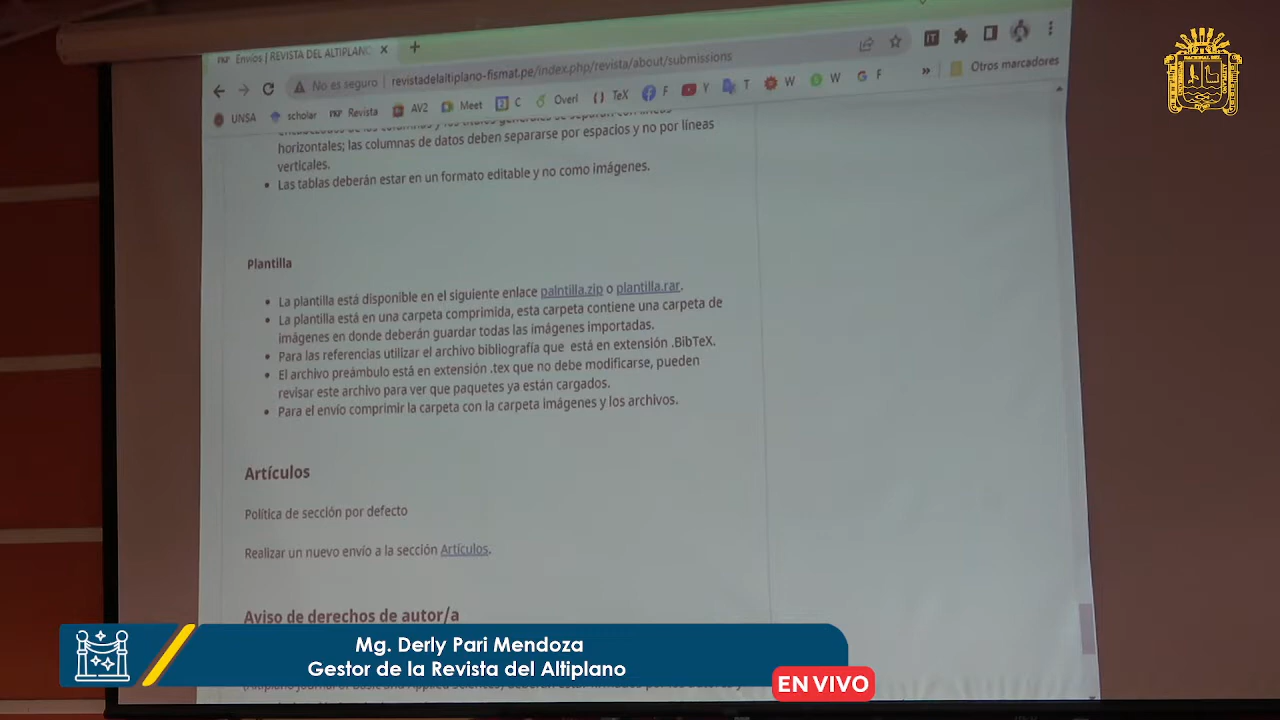 Envíos | REVISTA DEL ALTIPLANO
No es seguro | revistadelaltiplano-fismat.pe/index.php/revista/about/submissions
UNSA scholar Revista AV2 Meet C Overl TeX F Y T W W F » Otros marcadores
horizontales; las columnas de datos deben separarse por espacios y no por líneas
verticales.
Las tablas deberán estar en un formato editable y no como imágenes.
Plantilla
La plantilla está disponible en el siguiente enlace palntilla.zip o plantilla.rar.
La plantilla está en una carpeta comprimida, esta carpeta contiene una carpeta de
imágenes en donde deberán guardar todas las imágenes importadas.
Para las referencias utilizar el archivo bibliografía que está en extensión .BibTEX.
El archivo preámbulo está en extensión .tex que no debe modificarse, pueden
revisar este archivo para ver que paquetes ya están cargados.
Para el envío comprimir la carpeta con la carpeta imágenes y los archivos.
Artículos
Política de sección por defecto
Realizar un nuevo envío a la sección Artículos.
Aviso de derechos de autor/a
Mg. Derly Pari Mendoza
Gestor de la Revista del Altiplano
EN VIVO